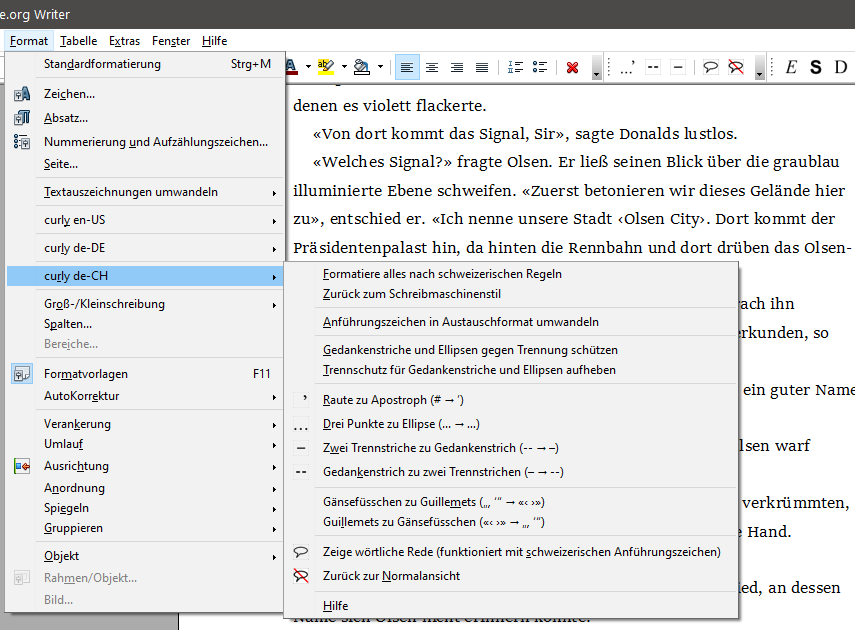 e.org Writer
Format Tabelle Extras Fenster Hilfe
Standardformatierung Strg+M
Zeichen...
Absatz...
Nummerierung und Aufzählungszeichen...
Seite...
Textauszeichnungen umwandeln
curly en-US
curly de-DE
curly de-CH
Groß-/Kleinschreibung
Spalten...
Bereiche...
Formatvorlagen F11
AutoKorrektur
Verankerung
Umlauf
Ausrichtung
Anordnung
Spiegeln
Gruppieren
Objekt
Rahmen/Objekt...
Bild...
Formatiere alles nach schweizerischen Regeln
Zurück zum Schreibmaschinenstil
Anführungszeichen in Austauschformat umwandeln
Gedankenstriche und Ellipsen gegen Trennung schützen
Trennschutz für Gedankenstriche und Ellipsen aufheben
Raute zu Apostroph (# → ’)
Drei Punkte zu Ellipse (... → …)
Zwei Trennstriche zu Gedankenstrich (-- → –)
Gedankenstrich zu zwei Trennstrichen (– → --)
Gänsefüsschen zu Guillemets („‚ ‘“ → «‹ ›»)
Guillemets zu Gänsefüsschen («‹ ›» → „‚ ‘“)
Zeige wörtliche Rede (funktioniert mit schweizerischen Anführungszeichen)
Zurück zur Normalansicht
Hilfe
E S D
denen es violett flackerte.
«Von dort kommt das Signal, Sir», sagte Donalds lustlos.
«Welches Signal?» fragte Olsen. Er ließ seinen Blick über die graublau
illuminierte Ebene schweifen. «Zuerst betonieren wir dieses Gelände hier
zu», entschied er. «Ich nenne unsere Stadt ‹Olsen City›. Dort kommt der
Präsidentenpalast hin, da hinten die Rennbahn und dort drüben das Olsen-
rach ihn
erkunden, so
ein guter Name
lsen warf
verkrümmten,
e Hand.
ied, an dessen
Name sich Olsen nicht erinnern konnte.